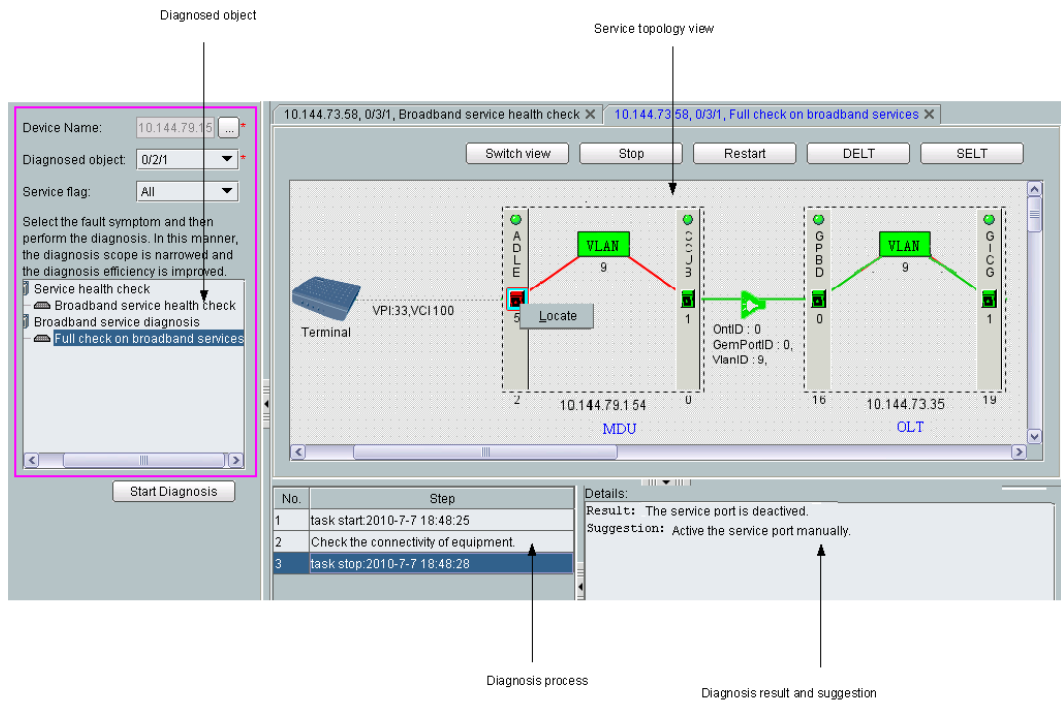 Diagnosed object
Service topology view
Device Name:
10.144.79.15
...
*
Diagnosed object:
0/2/1
*
Service flag:
All
Select the fault symptom and then
perform the diagnosis. In this manner,
the diagnosis scope is narrowed and
the diagnosis efficiency is improved.
Service health check
Broadband service health check
Broadband service diagnosis
Full check on broadband services
Start Diagnosis
10.144.73.58, 0/3/1, Broadband service health check
10.144.73.58, 0/3/1, Full check on broadband services
Switch view
Stop
Restart
DELT
SELT
Terminal
VPI:33,VCI100
ADLE
5
2
VLAN
9
Locate
1
0
10.144.79.154
MDU
OntID : 0
GemPortID : 0,
VlanID : 9,
GPBD
0
16
VLAN
9
GICG
1
19
10.144.73.35
OLT
No.
Step
1
task start:2010-7-7 18:48:25
2
Check the connectivity of equipment.
3
task stop:2010-7-7 18:48:28
Details:
Result: The service port is deactived.
Suggestion: Active the service port manually.
Diagnosis process
Diagnosis result and suggestion